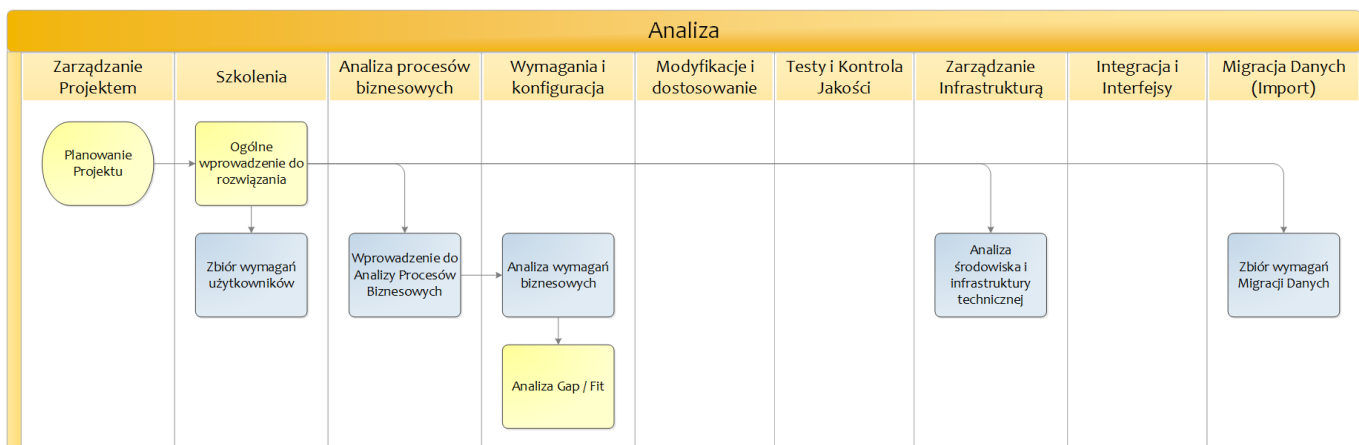 Analiza
Zarządzanie
Projektem
Szkolenia
Analiza procesów
biznesowych
Wymagania i
konfiguracja
Modyfikacje i
dostosowanie
Testy i Kontrola
Jakości
Zarządzanie
Infrastrukturą
Integracja i
Interfejsy
Migracja Danych
(Import)
Planowanie
Projektu
Ogólne
wprowadzenie do
rozwiązania
Zbiór wymagań
użytkowników
Wprowadzenie do
Analizy Procesów
Biznesowych
Analiza wymagań
biznesowych
Analiza
środowiska i
infrastruktury
technicznej
Zbiór wymagań
Migracji Danych
Analiza Gap / Fit